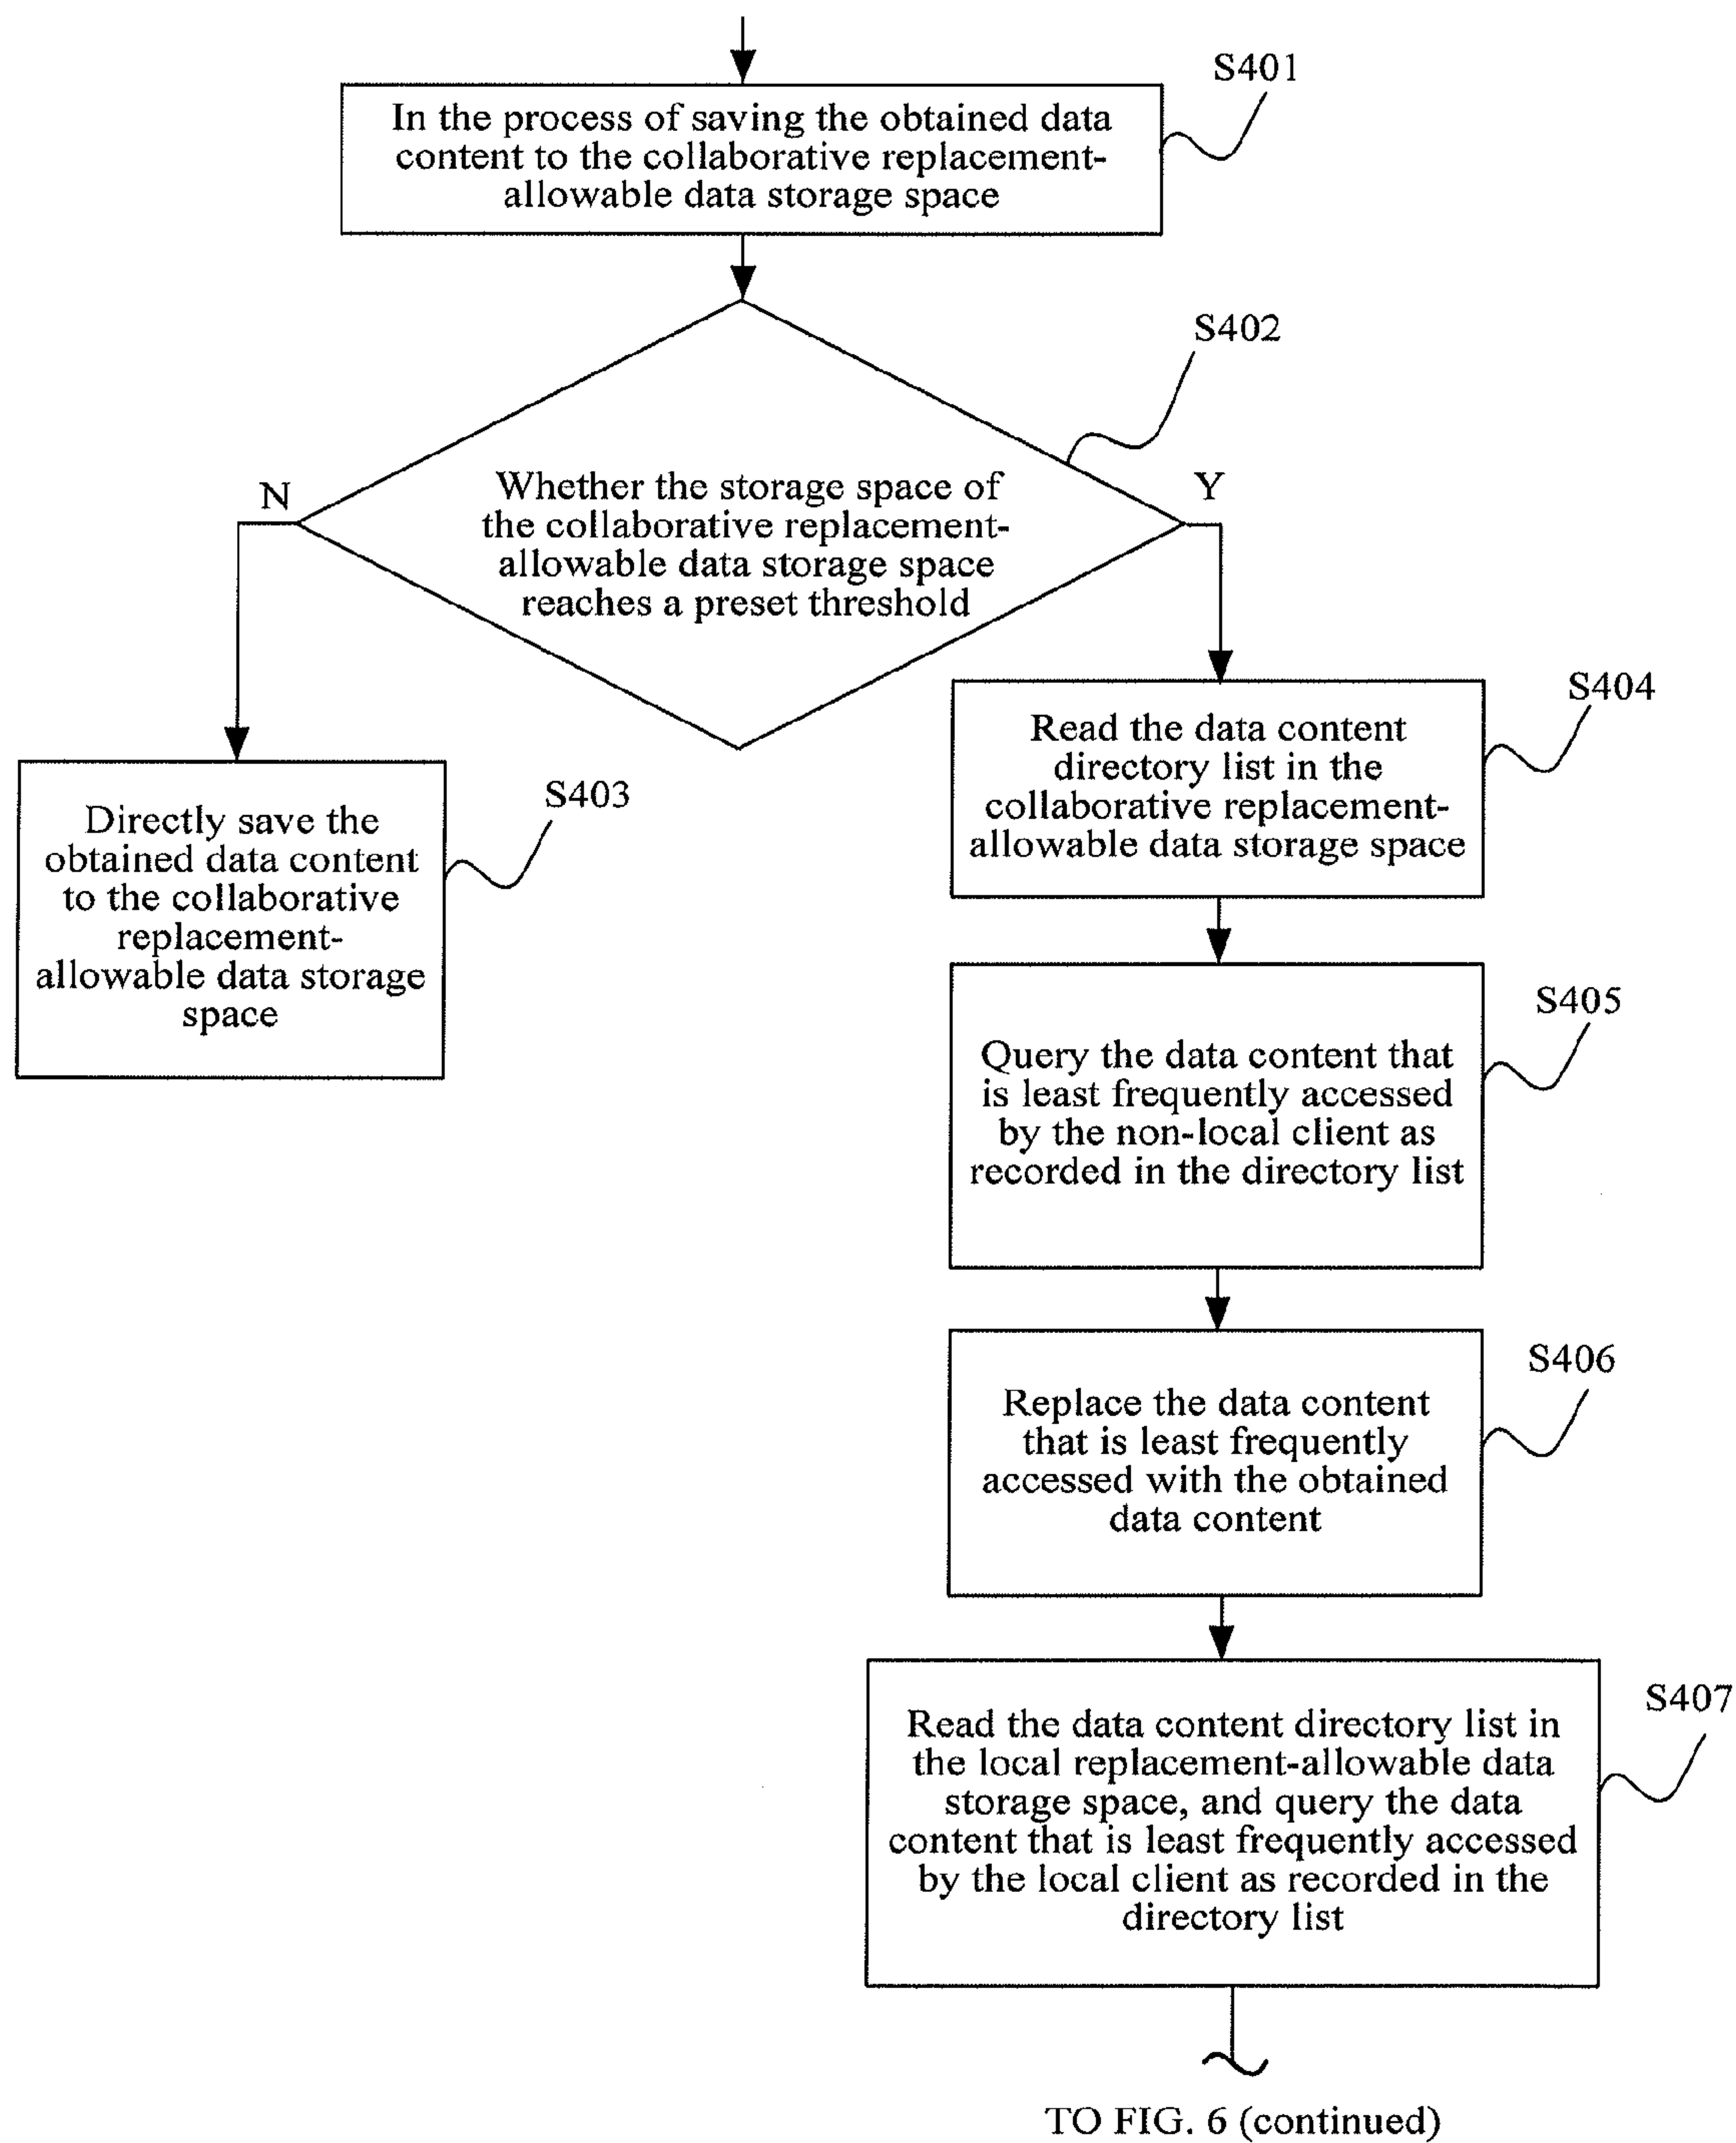 S401
In the process of saving the obtained data
content to the collaborative replacement-
allowable data storage space
S402
N
Y
Whether the storage space of
the collaborative replacement-
allowable data storage space
reaches a preset threshold
S404
Read the data content
directory list in the
collaborative replacement-
allowable data storage space
S403
Directly save the
obtained data content
to the collaborative
replacement-
allowable data storage
space
S405
Query the data content that
is least frequently accessed
by the non-local client as
recorded in the directory list
S406
Replace the data content
that is least frequently
accessed with the obtained
data content
S407
Read the data content directory list in
the local replacement-allowable data
storage space, and query the data
content that is least frequently accessed
by the local client as recorded in the
directory list
TO FIG. 6 (continued)